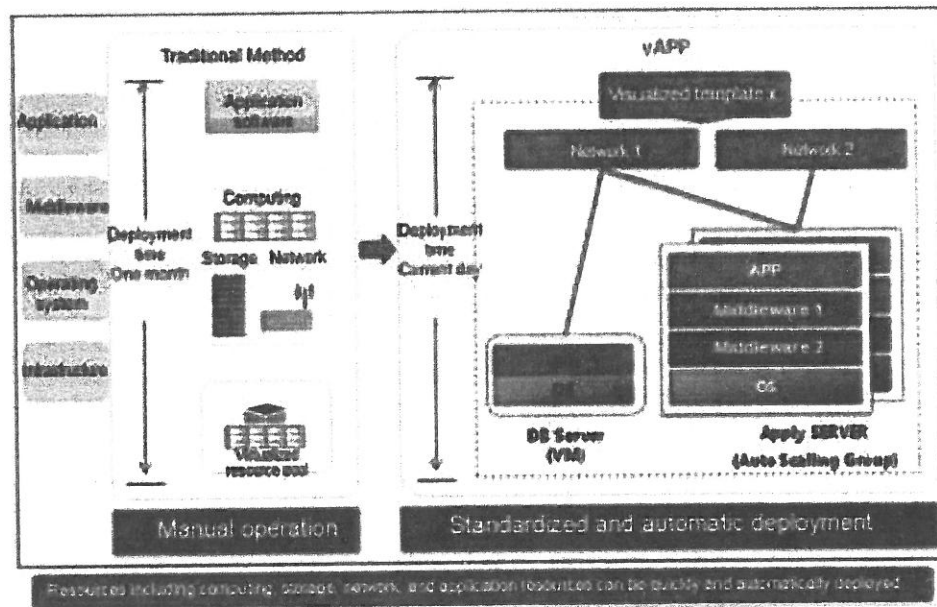 Traditional Method
vAPP
Application
Middleware
Operating
system
Infrastructure
Deployment
time
One month
Application
software
Computing
Storage Network
Virtualized
resource pool
Deployment
time
Current day
Visualized template x
Network 1
Network 2
APP
Middleware 1
Middleware 2
OS
DB Server
(VM)
Apply SERVER
(Auto Scaling Group)
Manual operation
Standardized and automatic deployment
Resources including computing, storage, network, and application resources can be quickly and automatically deployed